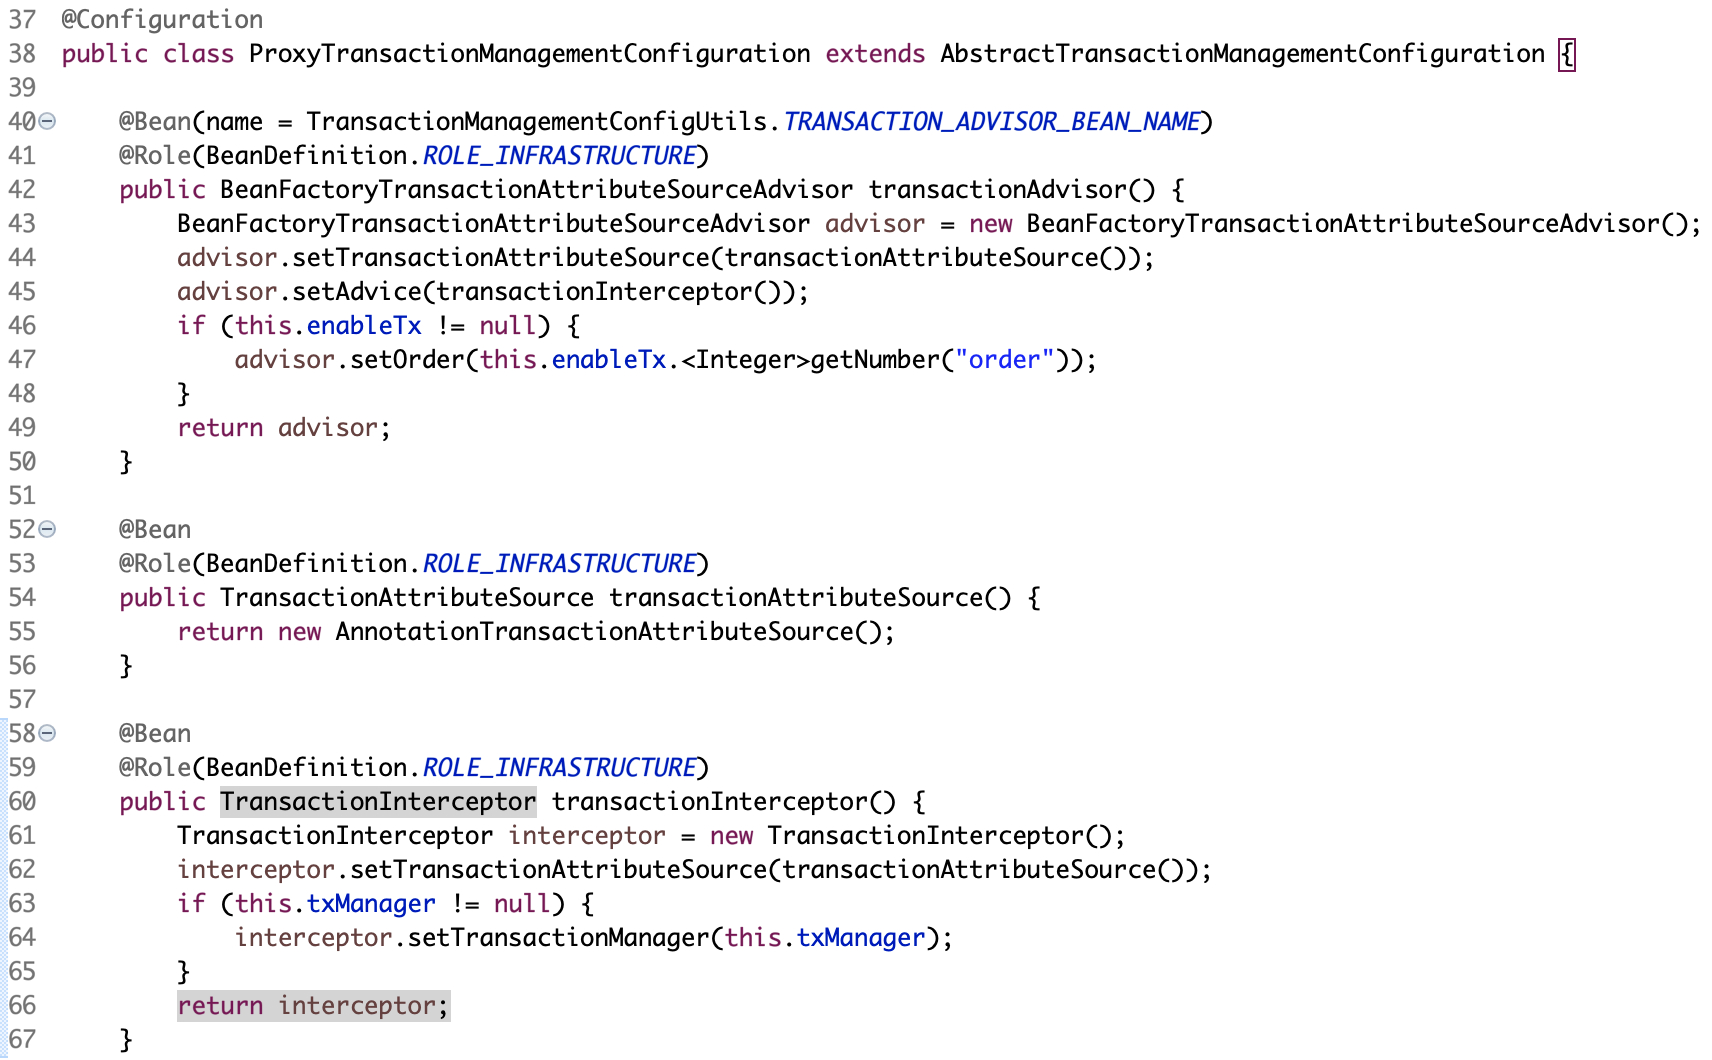 37 @Configuration
38 public class ProxyTransactionManagementConfiguration extends AbstractTransactionManagementConfiguration {
39
40 @Bean(name = TransactionManagementConfigUtils.TRANSACTION_ADVISOR_BEAN_NAME)
41 @Role(BeanDefinition.ROLE_INFRASTRUCTURE)
42 public BeanFactoryTransactionAttributeSourceAdvisor transactionAdvisor() {
43 BeanFactoryTransactionAttributeSourceAdvisor advisor = new BeanFactoryTransactionAttributeSourceAdvisor();
44 advisor.setTransactionAttributeSource(transactionAttributeSource());
45 advisor.setAdvice(transactionInterceptor());
46 if (this.enableTx != null) {
47 advisor.setOrder(this.enableTx.<Integer>getNumber("order"));
48 }
49 return advisor;
50 }
51
52 @Bean
53 @Role(BeanDefinition.ROLE_INFRASTRUCTURE)
54 public TransactionAttributeSource transactionAttributeSource() {
55 return new AnnotationTransactionAttributeSource();
56 }
57
58 @Bean
59 @Role(BeanDefinition.ROLE_INFRASTRUCTURE)
60 public TransactionInterceptor transactionInterceptor() {
61 TransactionInterceptor interceptor = new TransactionInterceptor();
62 interceptor.setTransactionAttributeSource(transactionAttributeSource());
63 if (this.txManager != null) {
64 interceptor.setTransactionManager(this.txManager);
65 }
66 return interceptor;
67 }